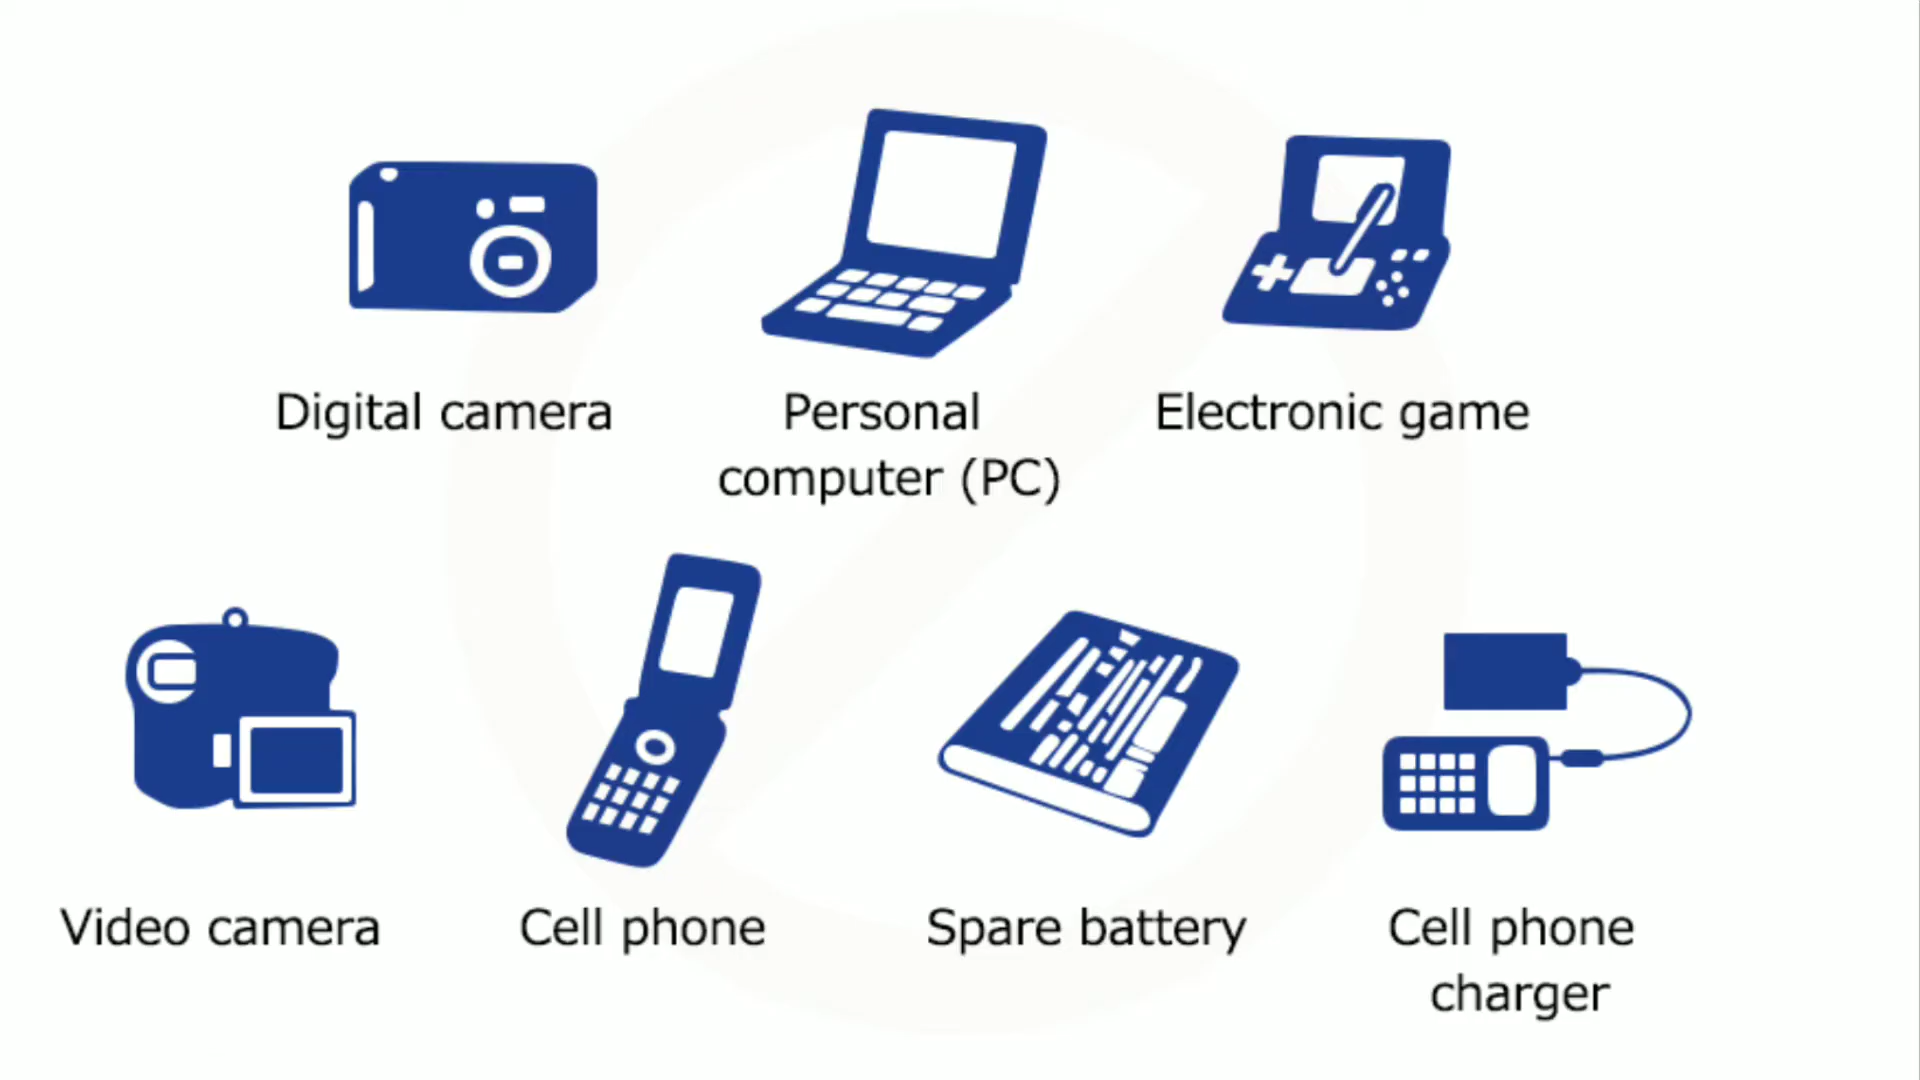 Digital camera
Personal
computer (PC)
Electronic game
Video camera
Cell phone
Spare battery
Cell phone
charger